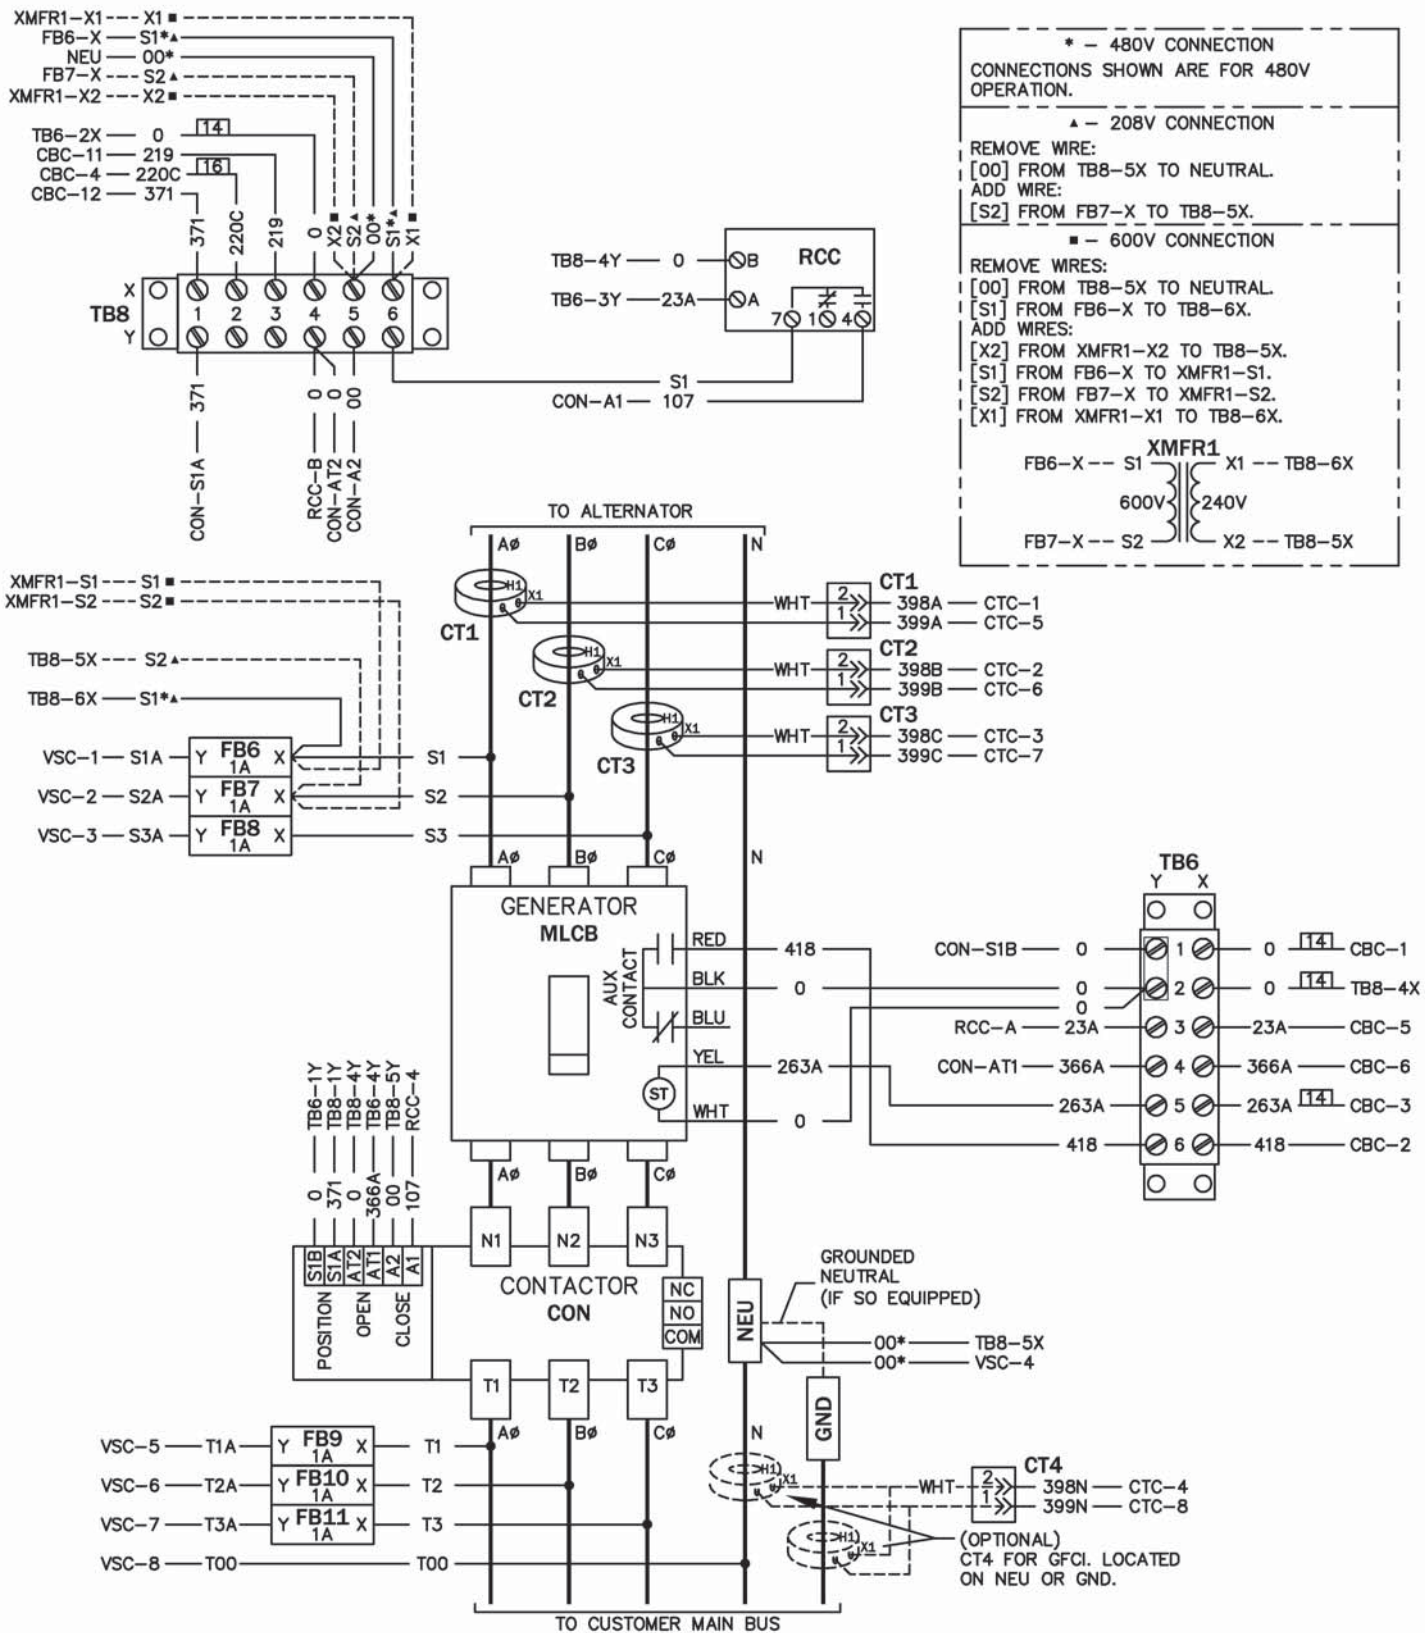 XMFR1-X1 X1 ■
FB6-X S1*▲
NEU 00*
FB7-X S2 ▲
XMFR1-X2 X2 ■
TB6-2X 0 14
CBC-11 219
CBC-4 220C 16
CBC-12 371
371 220C 219 0 X2■ S2▲ 00* S1*▲ X1■
TB8
X
1 2 3 4 5 6
Y
371 0 0 00
CON-S1A RCC-B CON-AT2 CON-A2
RCC
TB8-4Y 0 B
TB6-3Y 23A A
7 1 4
S1
CON-A1 107
* - 480V CONNECTION
CONNECTIONS SHOWN ARE FOR 480V
OPERATION.
▲ - 208V CONNECTION
REMOVE WIRE:
[00] FROM TB8-5X TO NEUTRAL.
ADD WIRE:
[S2] FROM FB7-X TO TB8-5X.
■ - 600V CONNECTION
REMOVE WIRES:
[00] FROM TB8-5X TO NEUTRAL.
[S1] FROM FB6-X TO TB8-6X.
ADD WIRES:
[X2] FROM XMFR1-X2 TO TB8-5X.
[S1] FROM FB6-X TO XMFR1-S1.
[S2] FROM FB7-X TO XMFR1-S2.
[X1] FROM XMFR1-X1 TO TB8-6X.
XMFR1
FB6-X S1 X1 TB8-6X
600V 240V
FB7-X S2 X2 TB8-5X
TO ALTERNATOR
AØ BØ CØ N
XMFR1-S1 S1 ■
XMFR1-S2 S2 ■
TB8-5X S2 ▲
TB8-6X S1*▲
H1 X1
CT1
H1 X1
CT2
H1 X1
CT3
CT1
WHT 2 398A CTC-1
1 399A CTC-5
CT2
WHT 2 398B CTC-2
1 399B CTC-6
CT3
WHT 2 398C CTC-3
1 399C CTC-7
VSC-1 S1A Y FB6 X S1
1A
VSC-2 S2A Y FB7 X S2
1A
VSC-3 S3A Y FB8 X S3
1A
AØ BØ CØ N
GENERATOR
MLCB
AUX
CONTACT
RED 418
BLK 0
BLU
YEL 263A
ST
WHT 0
AØ BØ CØ
TB6
Y X
CON-S1B 0 1 0 14 CBC-1
0 2 0 14 TB8-4X
0
RCC-A 23A 3 23A CBC-5
CON-AT1 366A 4 366A CBC-6
263A 5 263A 14 CBC-3
418 6 418 CBC-2
TB6-1Y TB8-1Y TB8-4Y TB6-4Y TB8-5Y RCC-4
0 371 0 366A 00 107
S1B S1A AT2 AT1 A2 A1
POSITION OPEN CLOSE
N1 N2 N3
CONTACTOR
CON
NC
NO
COM
T1 T2 T3
AØ BØ CØ N
NEU
GROUNDED
NEUTRAL
(IF SO EQUIPPED)
00* TB8-5X
00* VSC-4
GND
VSC-5 T1A Y FB9 X T1
1A
VSC-6 T2A Y FB10 X T2
1A
VSC-7 T3A Y FB11 X T3
1A
VSC-8 T00 T00
H1 X1
H1 X1
CT4
WHT 2 398N CTC-4
1 399N CTC-8
(OPTIONAL)
CT4 FOR GFCI. LOCATED
ON NEU OR GND.
TO CUSTOMER MAIN BUS